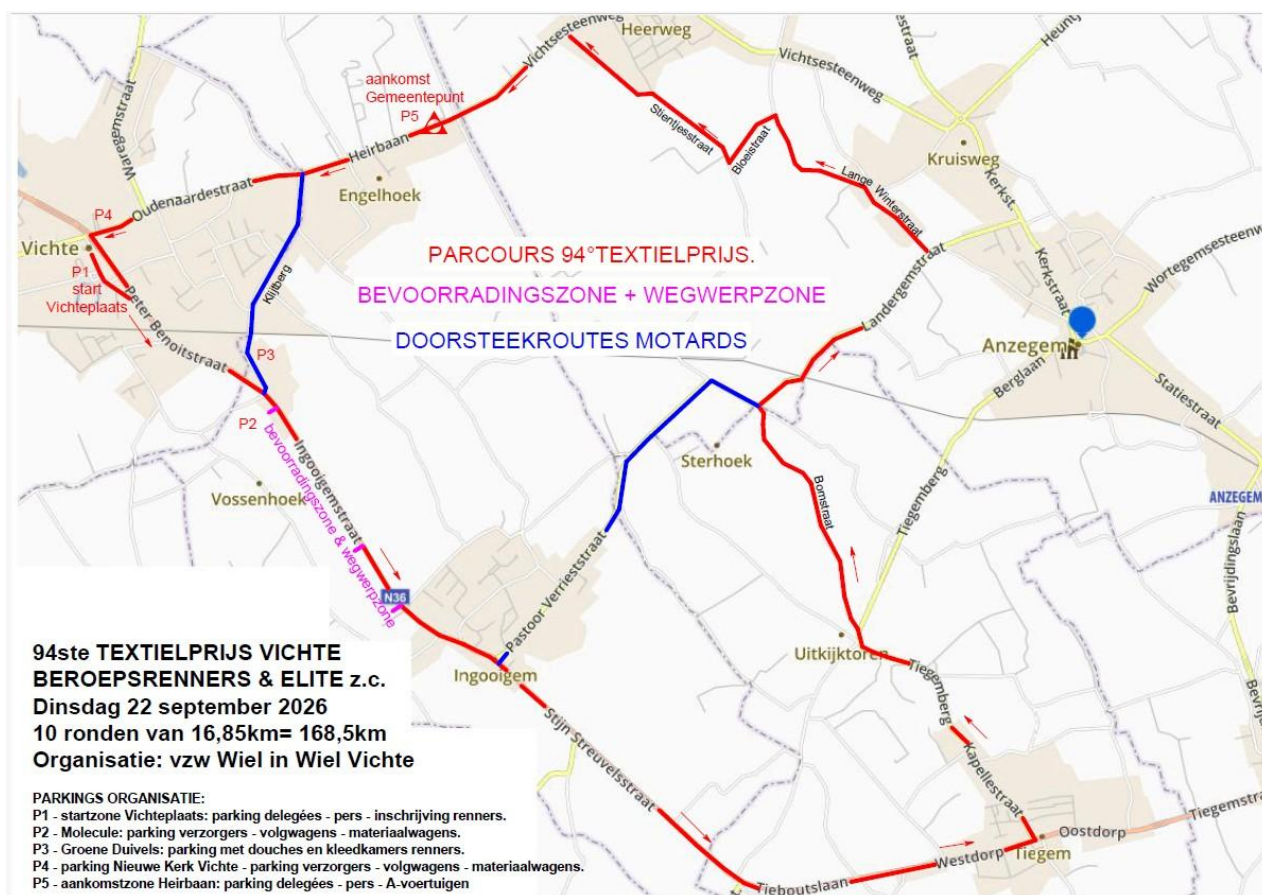 Heerweg
Vichtsesteenweg
Vichtsesteenweg
Waregemstraat
aankomst
Gemeentepunt
P5
Heirbaan
Engelhoek
Oudenaardestraat
P4
Vichte
P1
start
Vichteplaats
Peter Benoitstraat
Klijtberg
P3
P2
Stientjesstraat
Bloeistraat
Lange Winterstraat
Kruisweg
Kerkst.
Kerkstraat
Wortegemsesteenweg
Landergemstraat
Anzegem
Berglaan
Statiestraat
ANZEGEM
Bevrijdingslaan
PARCOURS 94°TEXTIELPRIJS.
BEVOORRADINGSZONE + WEGWERPZONE
DOORSTEEKROUTES MOTARDS
bevoorradingszone & wegwerpzone
Ingooigemstraat
Vossenhoek
N36
Ingooigem
Pastoor Verrieststraat
Sterhoek
Bornstraat
Tiegemberg
Uitkijktoren
Tiegemberg
Kapellestraat
Stijn Streuvelsstraat
Tieboutslaan
Westdorp
Tiegem
Oostdorp
94ste TEXTIELPRIJS VICHTE
BEROEPSRENNERS & ELITE z.c.
Dinsdag 22 september 2026
10 ronden van 16,85km= 168,5km
Organisatie: vzw Wiel in Wiel Vichte
PARKINGS ORGANISATIE:
P1 - startzone Vichteplaats: parking delegées - pers - inschrijving renners.
P2 - Molecule: parking verzorgers - volgwagens - materiaalwagens.
P3 - Groene Duivels: parking met douches en kleedkamers renners.
P4 - parking Nieuwe Kerk Vichte - parking verzorgers - volgwagens - materiaalwagens.
P5 - aankomstzone Heirbaan: parking delegées - pers - A-voertuigen